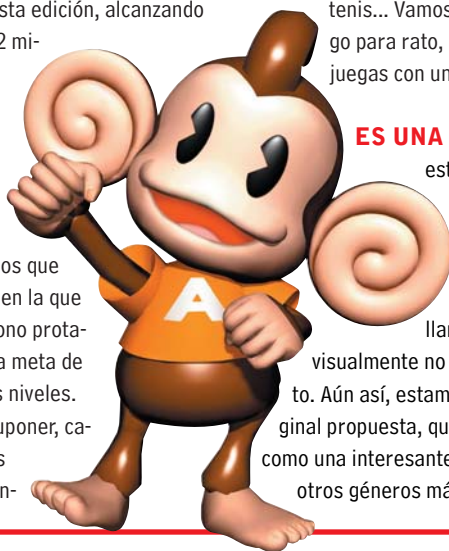 sta edición, alcanzando
2 mi-
os que
en la que
ono prota-
a meta de
s niveles.
uponer, ca-
s
n-
A
tenis... Vamos
go para rato,
juegas con un
ES UNA
est
llan
visualmente no
to. Aún así, estam
ginal propuesta, qu
como una interesante
otros géneros má